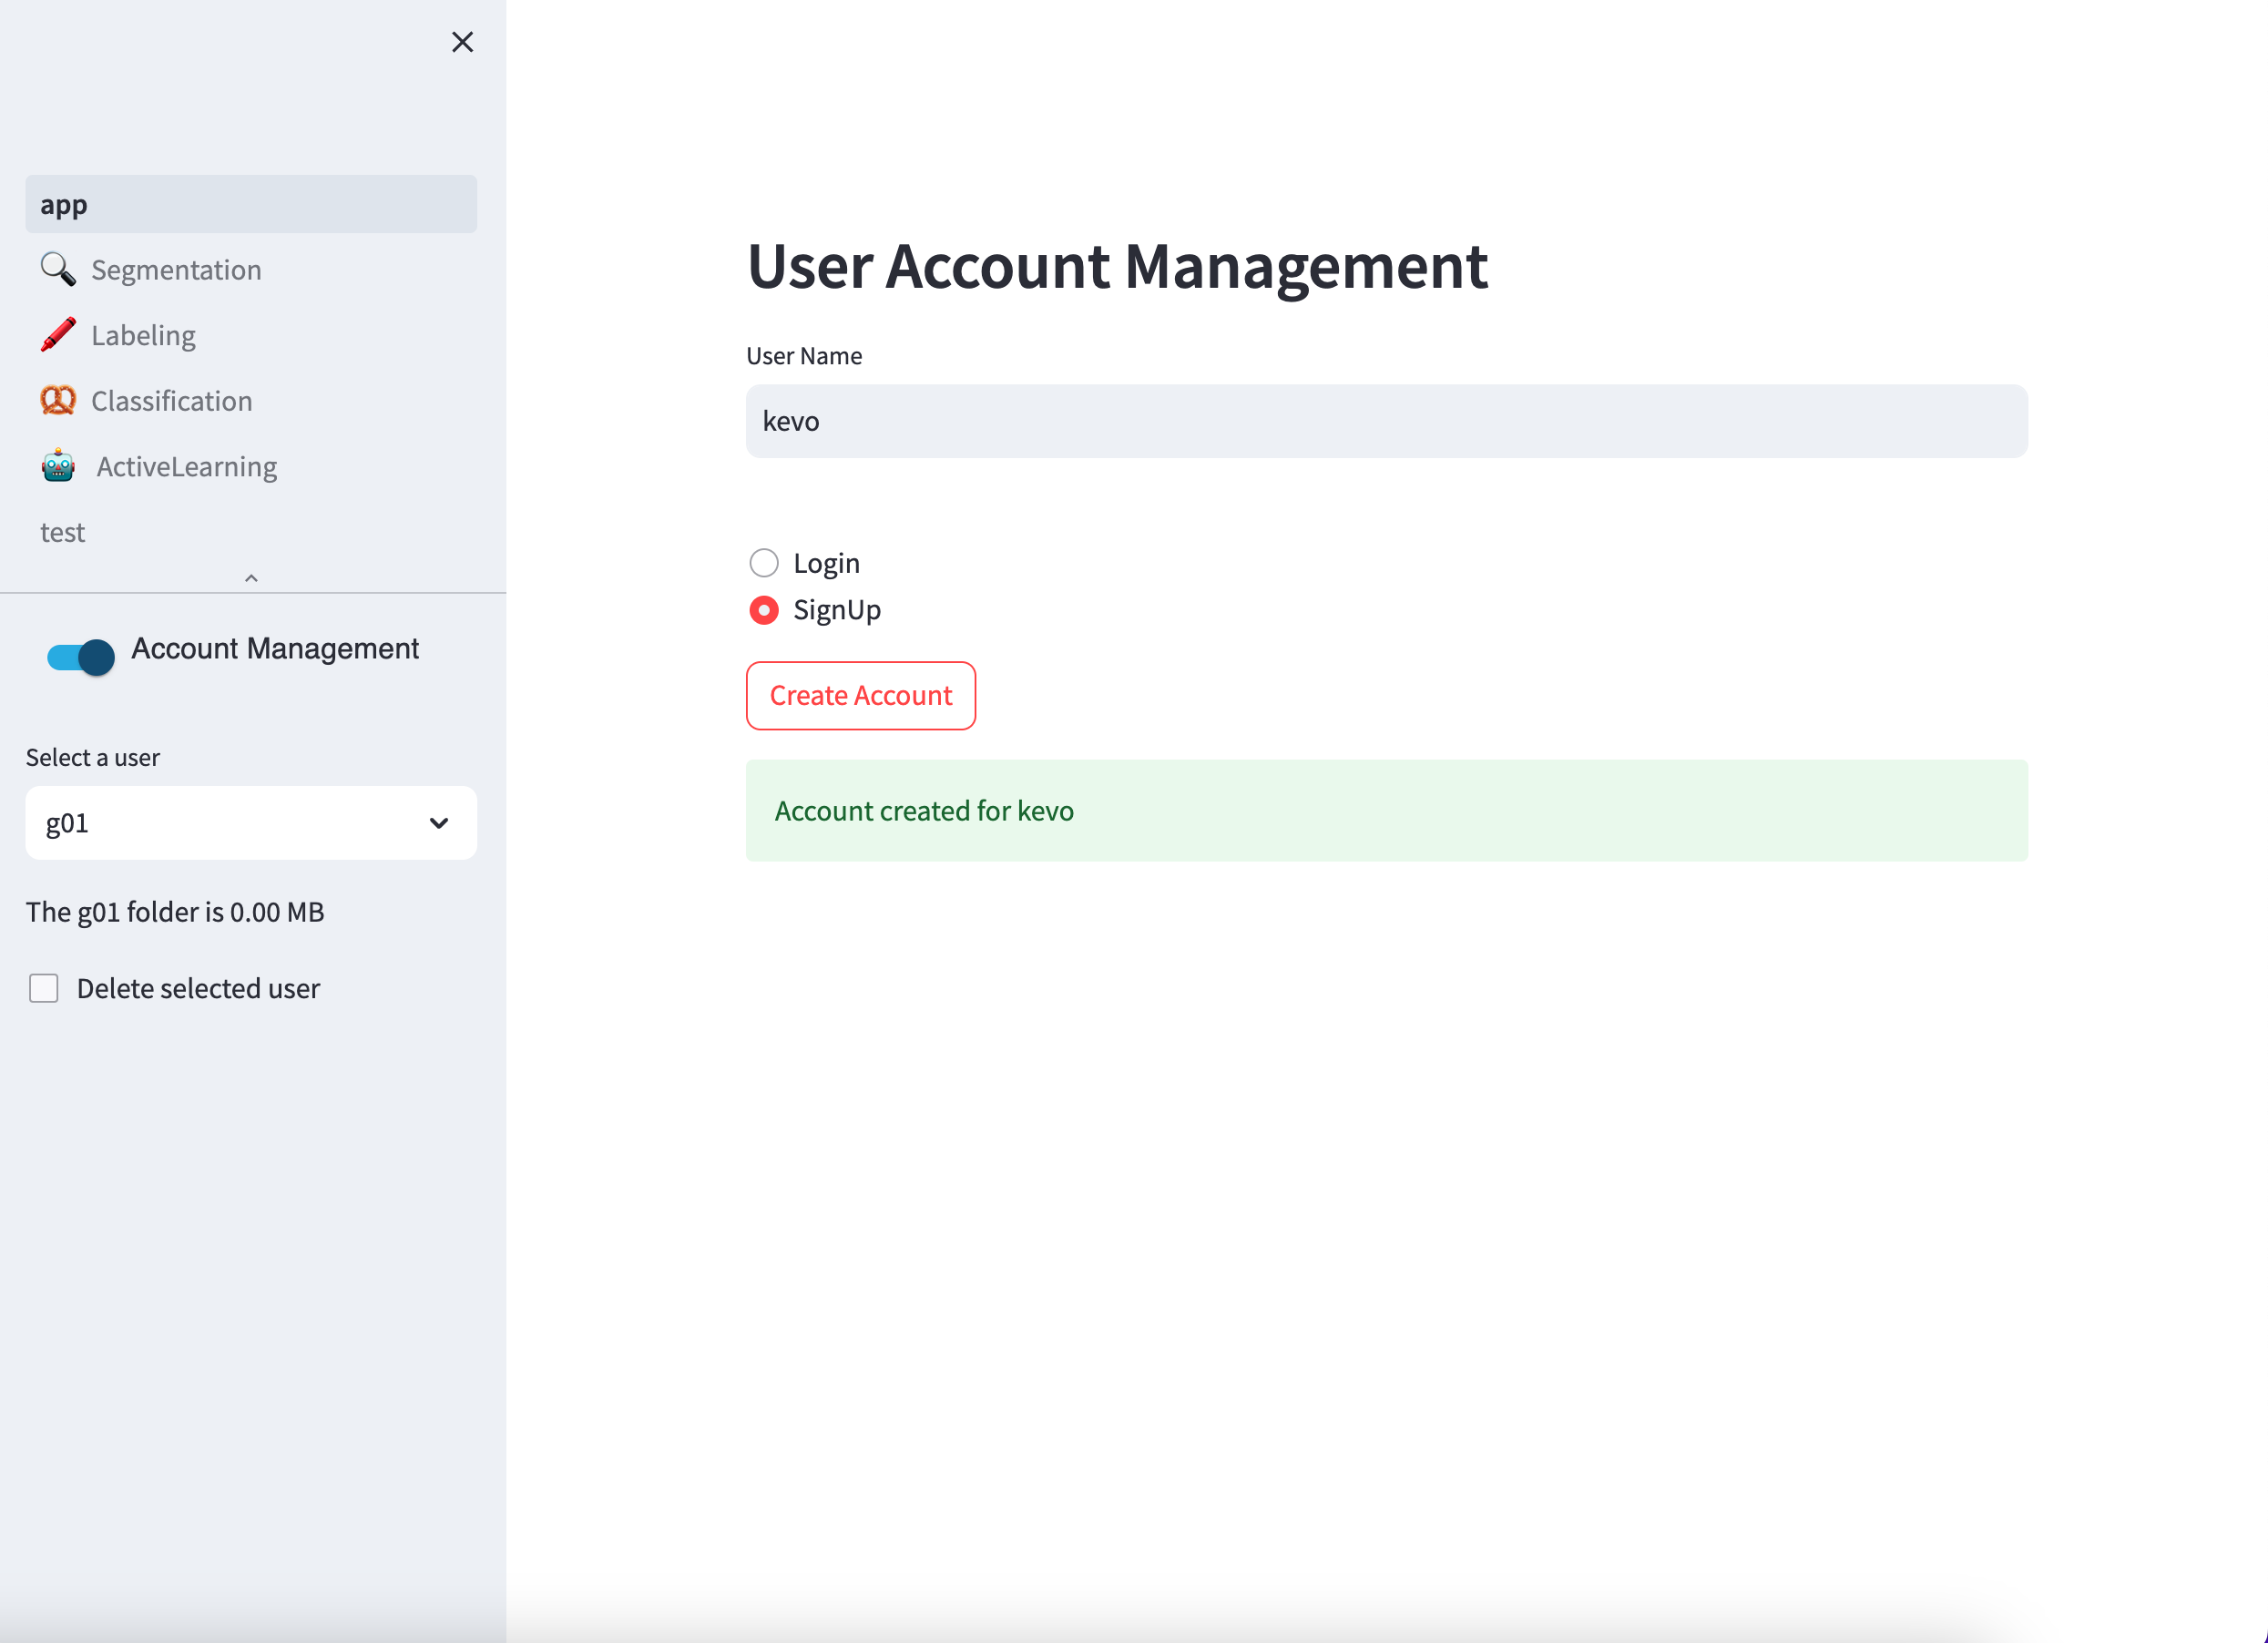 app
Segmentation
Labeling
Classification
ActiveLearning
test
Account Management
Select a user
g01
The g01 folder is 0.00 MB
Delete selected user
User Account Management
User Name
kevo
Login
SignUp
Create Account
Account created for kevo